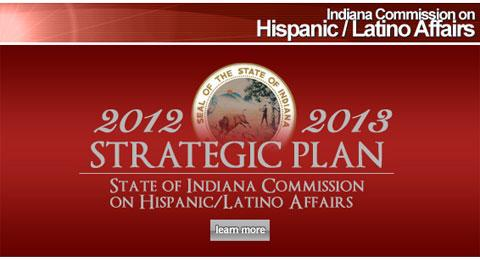 Indiana Commission on
Hispanic / Latino Affairs
SEAL OF THE STATE OF INDIANA
2012 2013
STRATEGIC PLAN
STATE OF INDIANA COMMISSION
ON HISPANIC/LATINO AFFAIRS
learn more